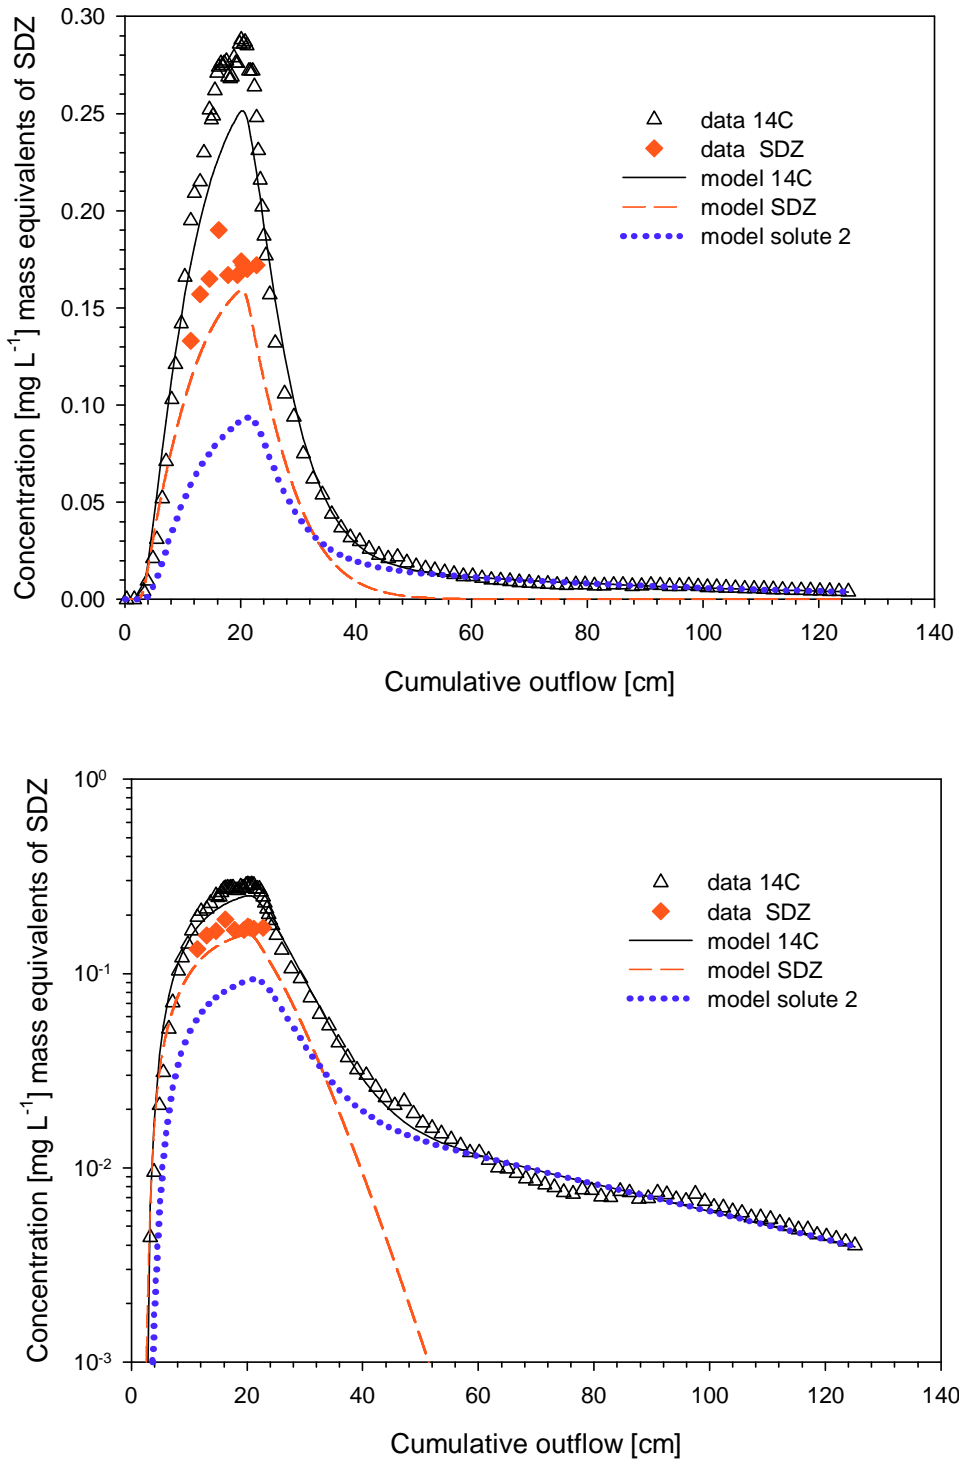 Concentration [mg L⁻¹] mass equivalents of SDZ
0.30
0.25
0.20
0.15
0.10
0.05
0.00
data 14C
data SDZ
model 14C
model SDZ
model solute 2
0 20 40 60 80 100 120 140
Cumulative outflow [cm]
Concentration [mg L⁻¹] mass equivalents of SDZ
10⁰
10⁻¹
10⁻²
10⁻³
data 14C
data SDZ
model 14C
model SDZ
model solute 2
0 20 40 60 80 100 120 140
Cumulative outflow [cm]